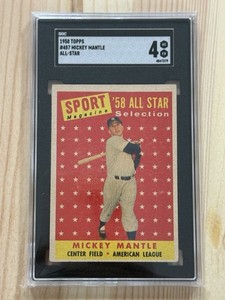 1958 TOPPS
#487 MICKEY MANTLE
ALL-STAR
4
SPORT
Magazine
'58 ALL STAR
Selection
MICKEY MANTLE
CENTER FIELD · AMERICAN LEAGUE